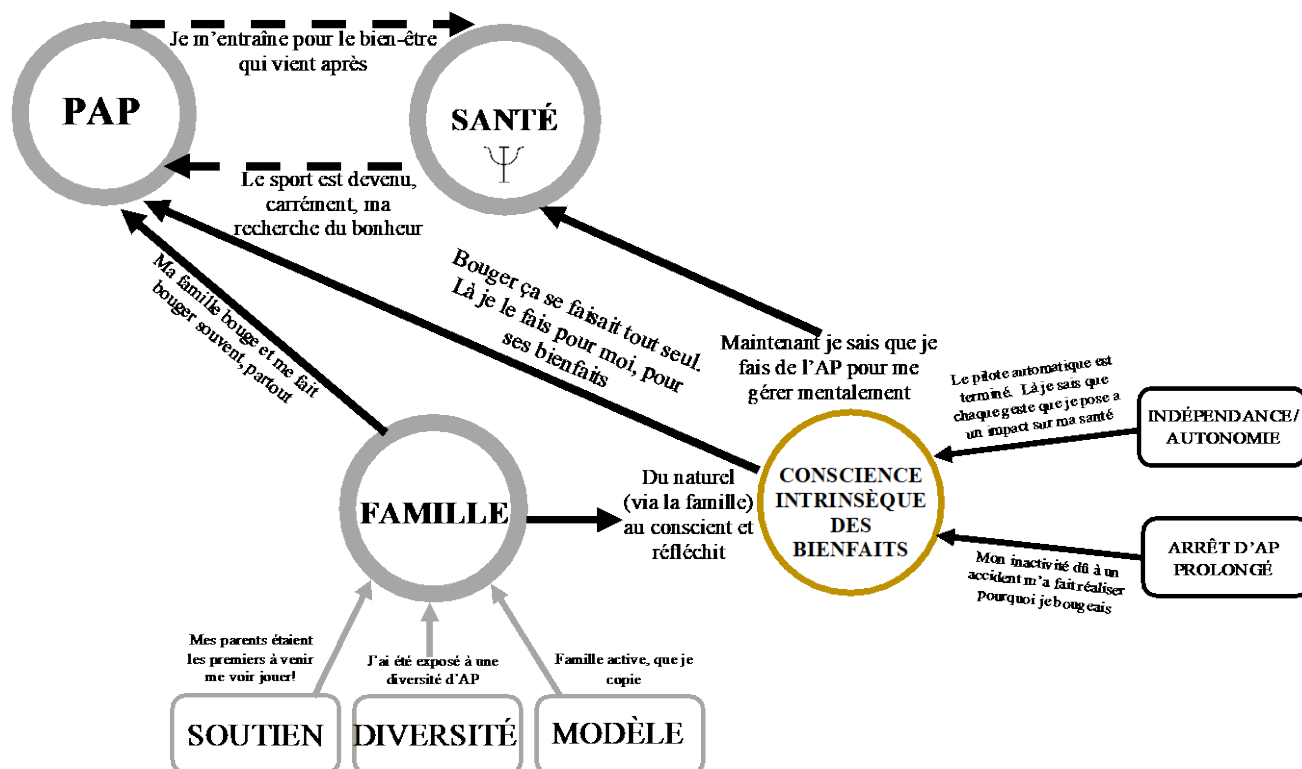 Je m'entraîne pour le bien-être
qui vient après
PAP
SANTÉ
Le sport est devenu,
carrément, ma
recherche du bonheur
Ma famille bouge et me fait
bouger souvent, partout
Bouger ça se faisait tout seul.
Là je le fais pour moi, pour
ses bienfaits
Maintenant je sais que je
fais de l'AP pour me
gérer mentalement
Le pilote automatique est
terminé. Là je sais que
chaque geste que je pose a
un impact sur ma santé
INDÉPENDANCE/
AUTONOMIE
FAMILLE
Du naturel
(via la famille)
au conscient et
réfléchit
CONSCIENCE
INTRINSÈQUE
DES
BIENFAITS
ARRÊT D'AP
PROLONGÉ
Mon inactivité dû à un
accident m'a fait réaliser
pourquoi je bougeais
Mes parents étaient
les premiers à venir
me voir jouer!
J'ai été exposé à une
diversité d'AP
Famille active, que je
copie
SOUTIEN
DIVERSITÉ
MODÈLE